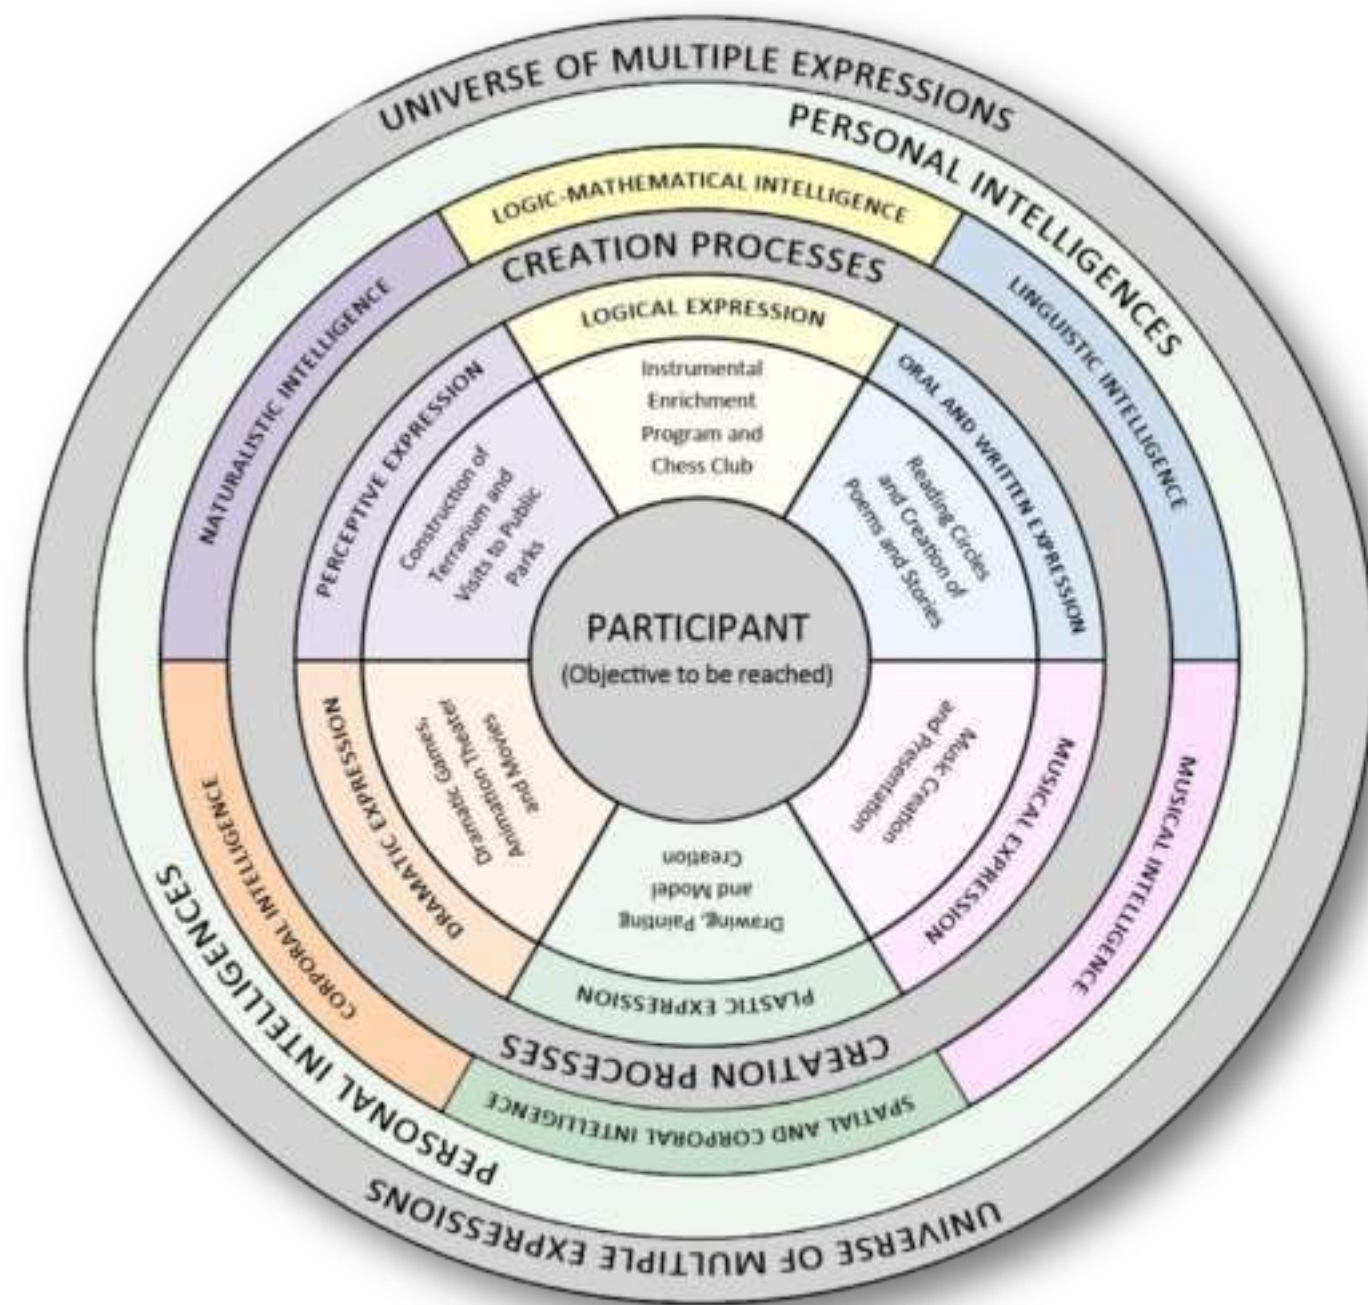 UNIVERSE OF MULTIPLE EXPRESSIONS
PERSONAL INTELLIGENCES
LOGIC-MATHEMATICAL INTELLIGENCE
LINGUISTIC INTELLIGENCE
MUSICAL INTELLIGENCE
SPATIAL AND CORPORAL INTELLIGENCE
CORPORAL INTELLIGENCE
NATURALISTIC INTELLIGENCE
CREATION PROCESSES
LOGICAL EXPRESSION
Instrumental
Enrichment
Program and
Chess Club
ORAL AND WRITTEN EXPRESSION
Reading Circles
and Creation of
Poems and Stories
MUSICAL EXPRESSION
Music Creation
and Presentation
PLASTIC EXPRESSION
Drawing, Painting
and Model
Creation
DRAMATIC EXPRESSION
Dramatic Games,
Animation Theater
and Movies
PERCEPTIVE EXPRESSION
Construction of
Terrarium and
Visits to Public
Parks
PARTICIPANT
(Objective to be reached)
CREATION PROCESSES
PERSONAL INTELLIGENCES
UNIVERSE OF MULTIPLE EXPRESSIONS